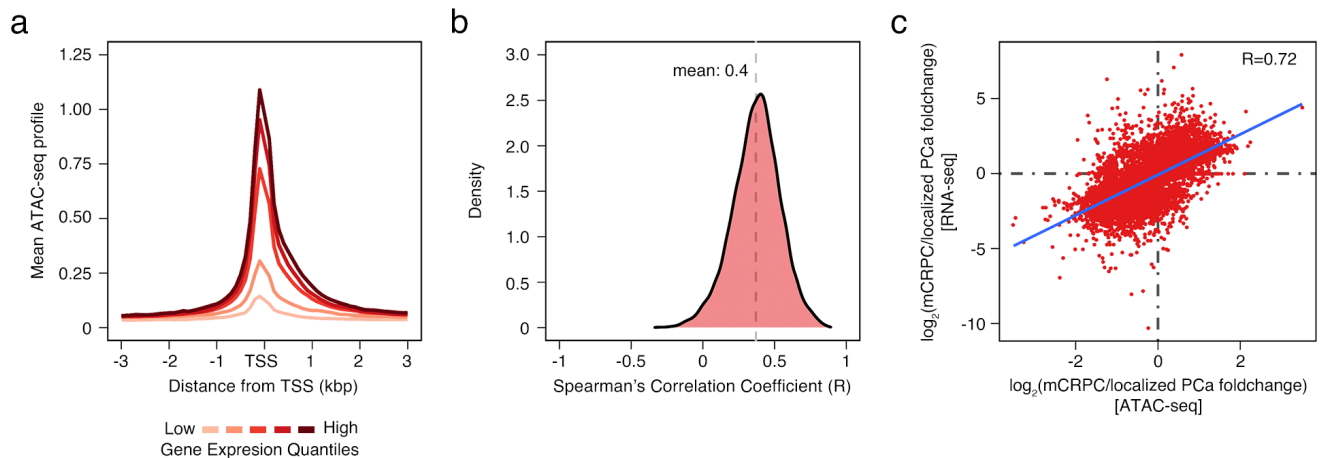 a
Mean ATAC-seq profile
1.25
1.00
0.75
0.50
0.25
0
-3 -2 -1 TSS 1 2 3
Distance from TSS (kbp)
Low High
Gene Expresion Quantiles
b
Density
3.0
2.5
2.0
1.5
1.0
0.5
0.0
mean: 0.4
-1 -0.5 0 0.5 1
Spearman's Correlation Coefficient (R)
c
log2(mCRPC/localized PCa foldchange)
[RNA-seq]
R=0.72
5
0
-5
-10
-2 0 2
log2(mCRPC/localized PCa foldchange)
[ATAC-seq]